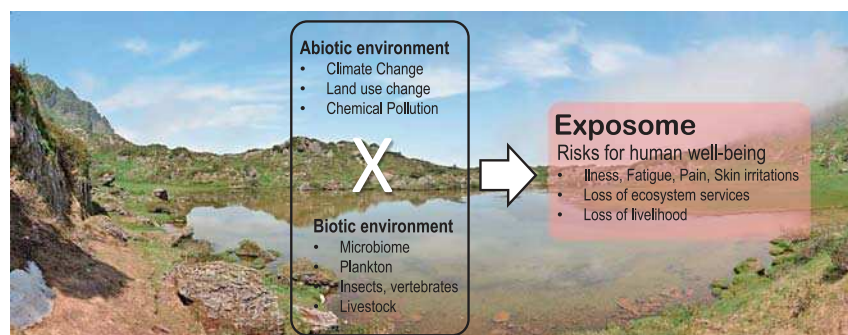 Abiotic environment
• Climate Change
• Land use change
• Chemical Pollution
X
Biotic environment
• Microbiome
• Plankton
• Insects, vertebrates
• Livestock
• .
Exposome
Risks for human well-being
• Ilness, Fatigue, Pain, Skin irritations
• Loss of ecosystem services
• Loss of livelihood